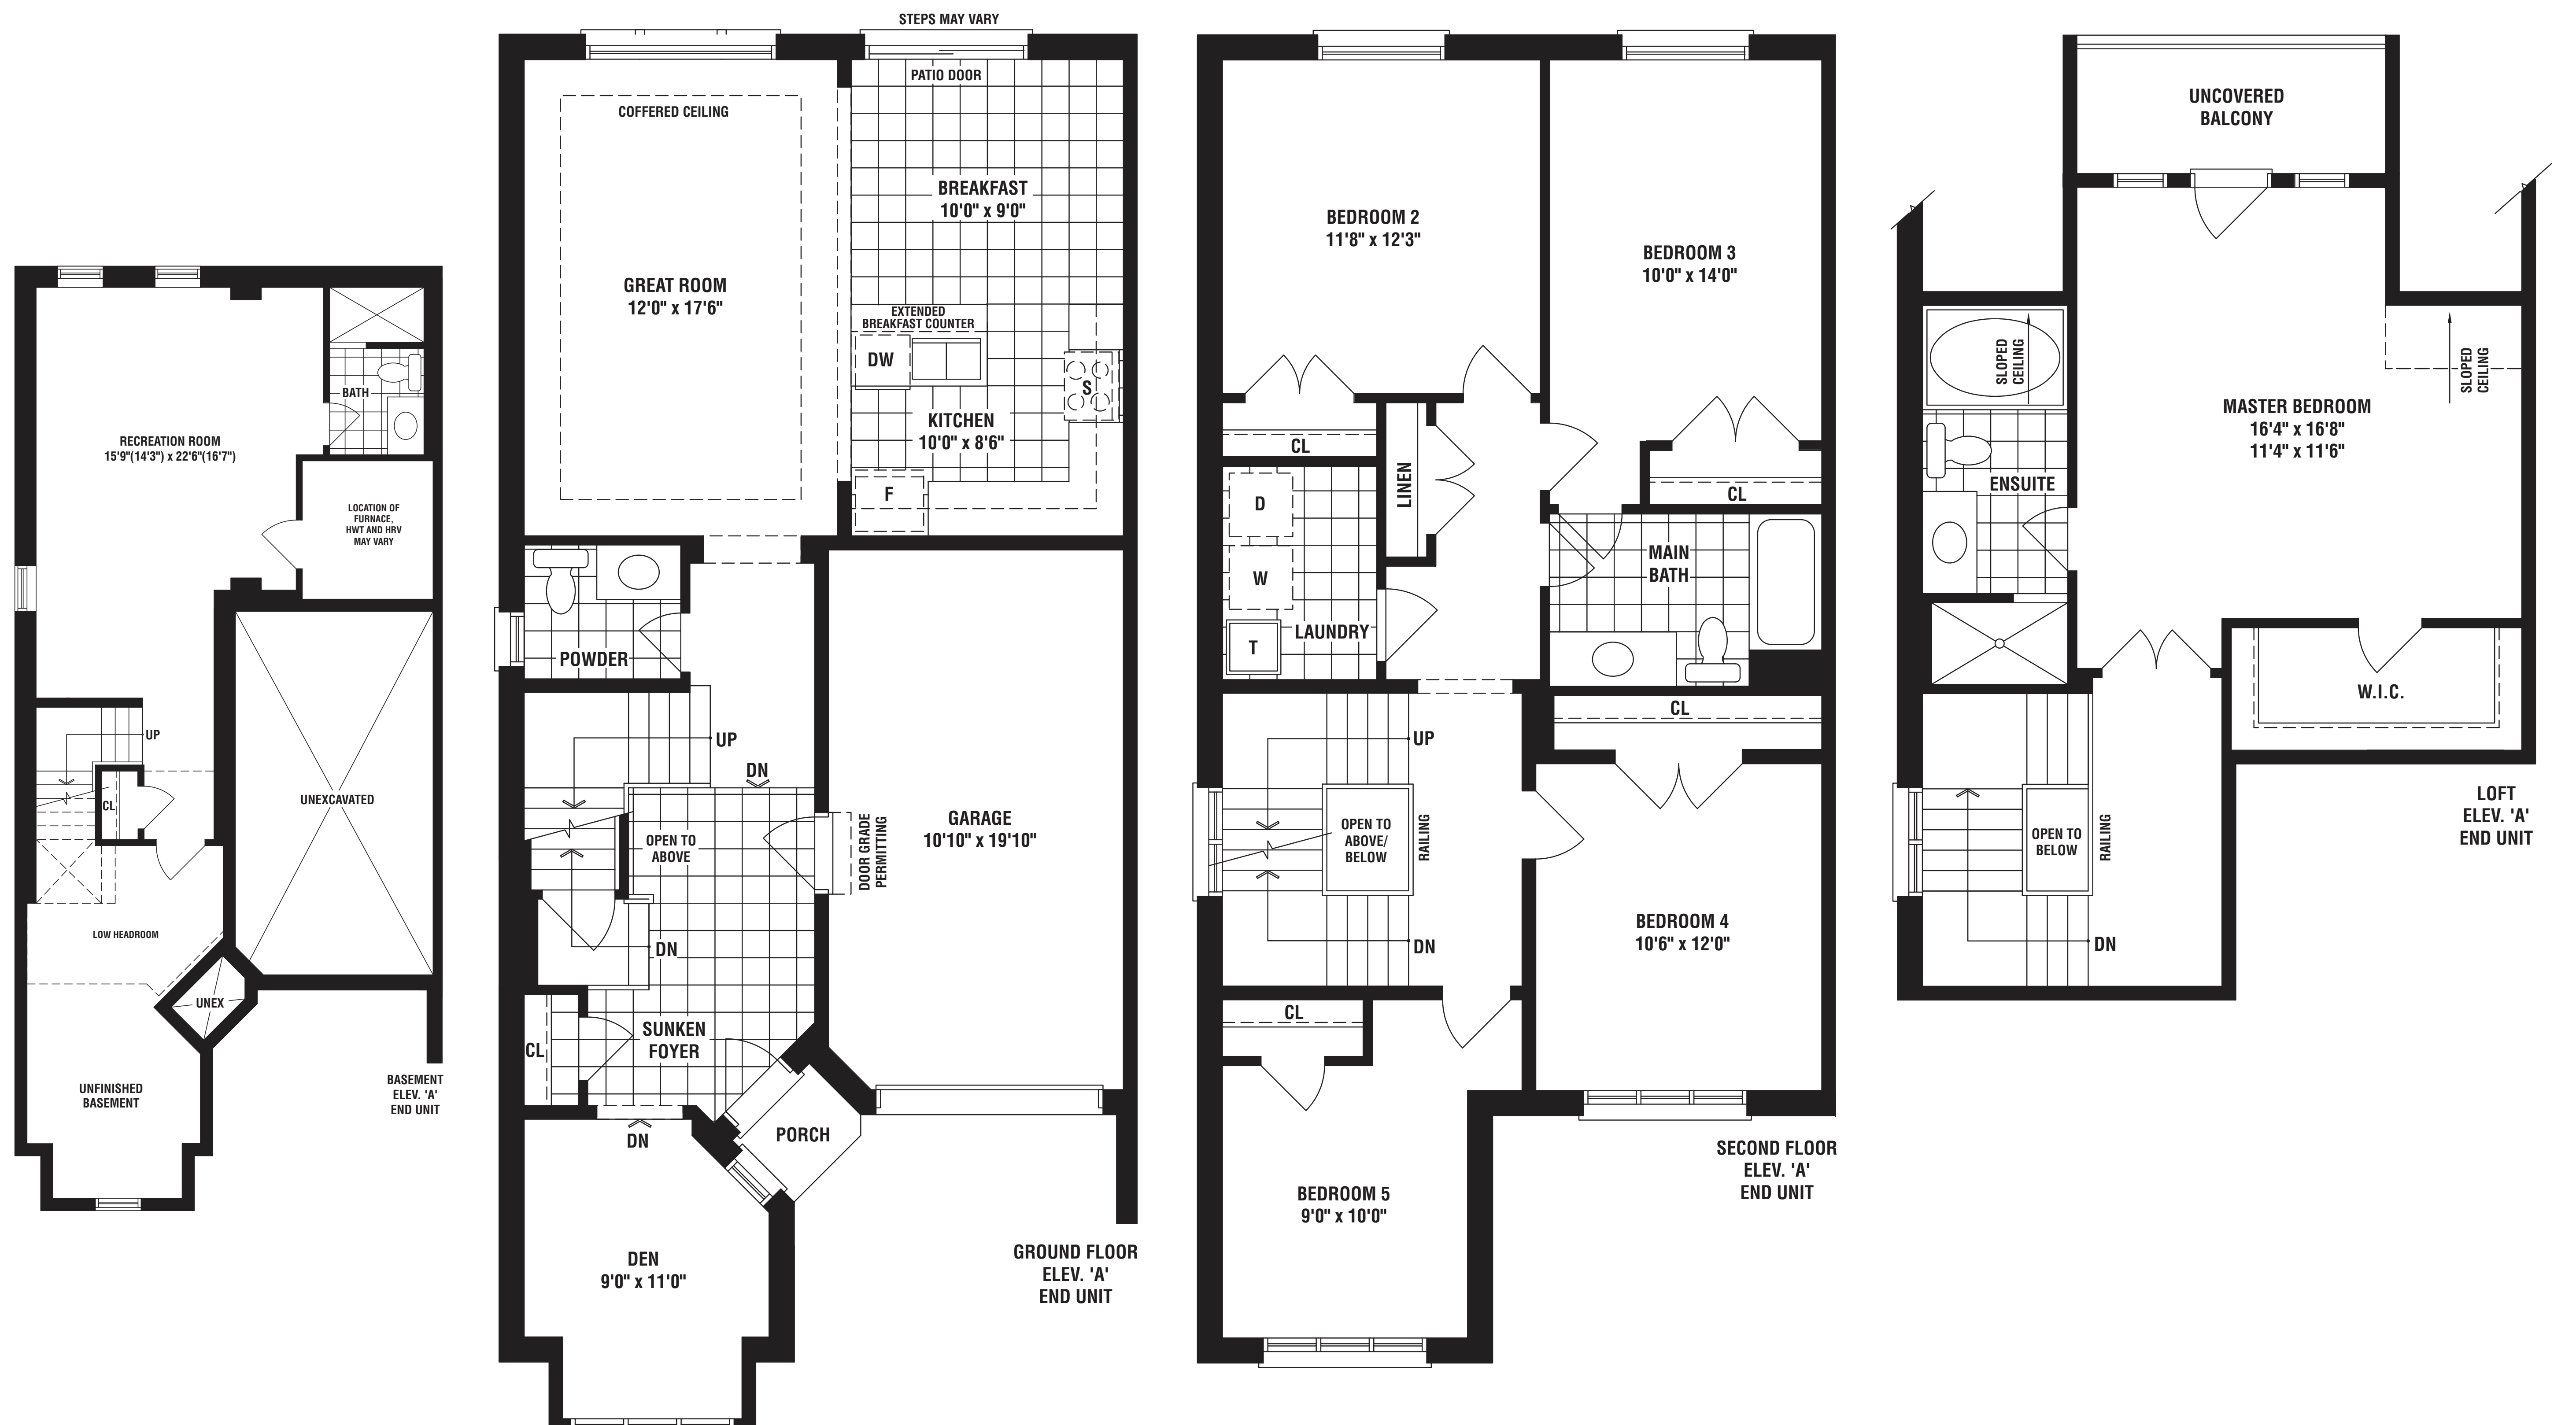 RECREATION ROOM
15'9"(14'3") x 22'6"(16'7")
BATH
LOCATION OF
FURNACE,
HWT AND HRV
MAY VARY
UP
CL
UNEXCAVATED
LOW HEADROOM
UNEX
UNFINISHED
BASEMENT
BASEMENT
ELEV. 'A'
END UNIT
STEPS MAY VARY
PATIO DOOR
COFFERED CEILING
BREAKFAST
10'0" x 9'0"
GREAT ROOM
12'0" x 17'6"
EXTENDED
BREAKFAST COUNTER
DW
S
KITCHEN
10'0" x 8'6"
F
POWDER
UP
DN
OPEN TO
ABOVE
DOOR GRADE
PERMITTING
GARAGE
10'10" x 19'10"
DN
SUNKEN
FOYER
CL
DN
PORCH
DEN
9'0" x 11'0"
GROUND FLOOR
ELEV. 'A'
END UNIT
BEDROOM 2
11'8" x 12'3"
BEDROOM 3
10'0" x 14'0"
CL
LINEN
CL
D
W
T
LAUNDRY
MAIN
BATH
CL
UP
OPEN TO
ABOVE/
BELOW
RAILING
DN
BEDROOM 4
10'6" x 12'0"
CL
BEDROOM 5
9'0" x 10'0"
SECOND FLOOR
ELEV. 'A'
END UNIT
UNCOVERED
BALCONY
SLOPED
CEILING
SLOPED
CEILING
MASTER BEDROOM
16'4" x 16'8"
11'4" x 11'6"
ENSUITE
W.I.C.
OPEN TO
BELOW
RAILING
DN
LOFT
ELEV. 'A'
END UNIT